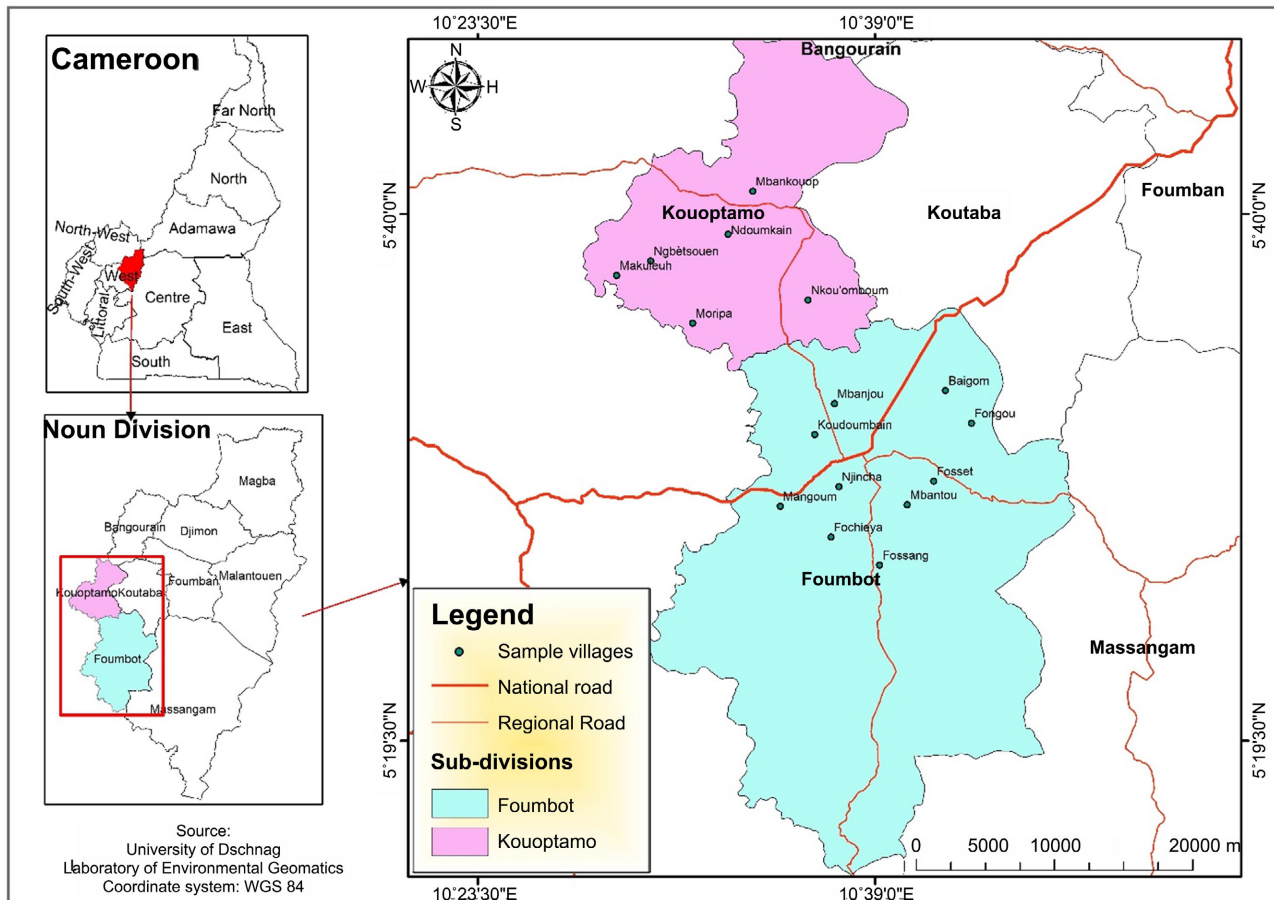 Cameroon
Far North
North
Adamawa
North-West
South-West
West
Littoral
Centre
East
South
Noun Division
Magba
Bangourain
Djimon
Foumban
Malantouen
Kouoptamo
Koutaba
Foumbot
Massangam
Source:
University of Dschnag
Laboratory of Environmental Geomatics
Coordinate system: WGS 84
10°23'30"E
10°39'0"E
5°40'0"N
5°19'30"N
N
W
H
S
Bangourain
Mbankouop
Kouoptamo
Ndoumkain
Ngbètsouen
Makuleuh
Nkou'omboum
Moripa
Koutaba
Foumban
Mbanjou
Koudoumbain
Baigom
Fongou
Njincha
Fosset
Mangoum
Mbantou
Fochieya
Fossang
Foumbot
Massangam
5°40'0"N
5°19'30"N
Legend
Sample villages
National road
Regional Road
Sub-divisions
Foumbot
Kouoptamo
0 5000 10000 20000 m
10°23'30"E
10°39'0"E